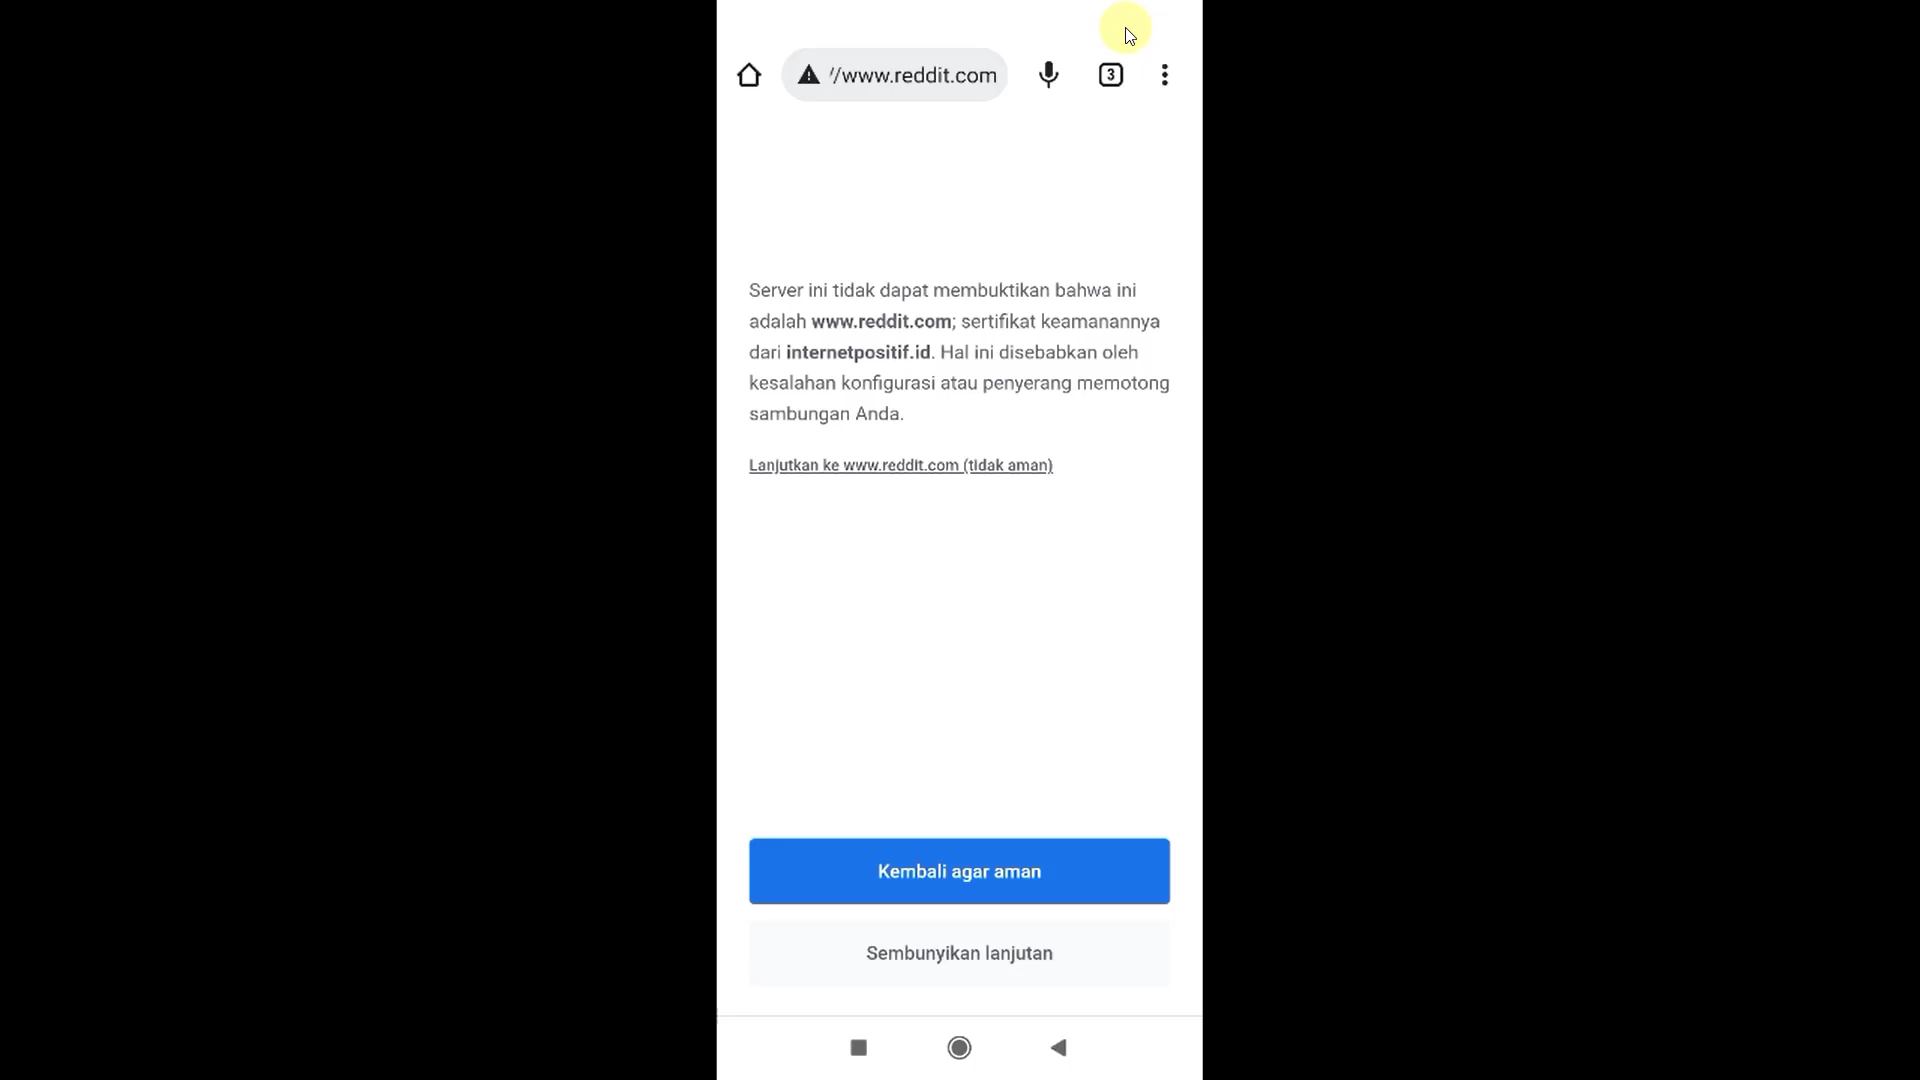 //www.reddit.com
3
Server ini tidak dapat membuktikan bahwa ini
adalah www.reddit.com; sertifikat keamanannya
dari internetpositif.id. Hal ini disebabkan oleh
kesalahan konfigurasi atau penyerang memotong
sambungan Anda.
Lanjutkan ke www.reddit.com (tidak aman)
Kembali agar aman
Sembunyikan lanjutan